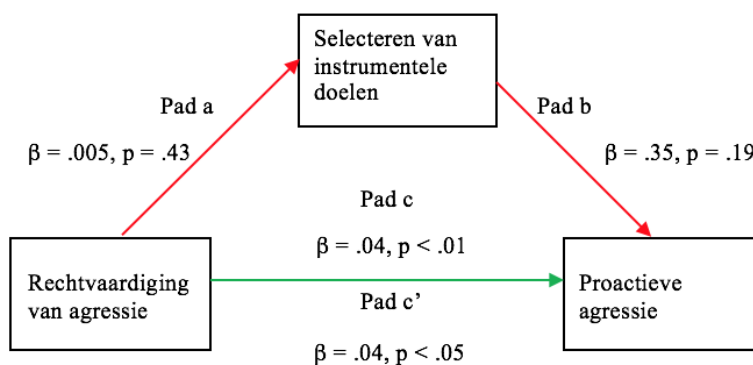 Selecteren van
instrumentele
doelen
Pad a
Pad b
β = .005, p = .43
β = .35, p = .19
Pad c
β = .04, p < .01
Rechtvaardiging
van agressie
Proactieve
agressie
Pad c’
β = .04, p < .05